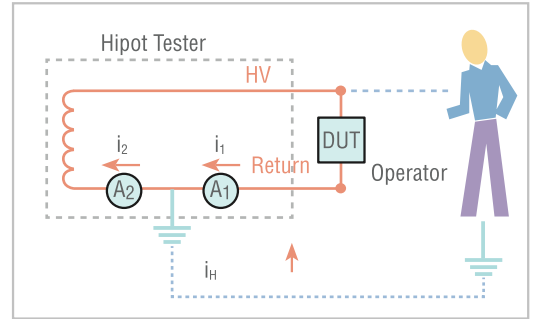 Hipot Tester
HV
i2
i1
DUT
Return
Operator
A2
A1
iH